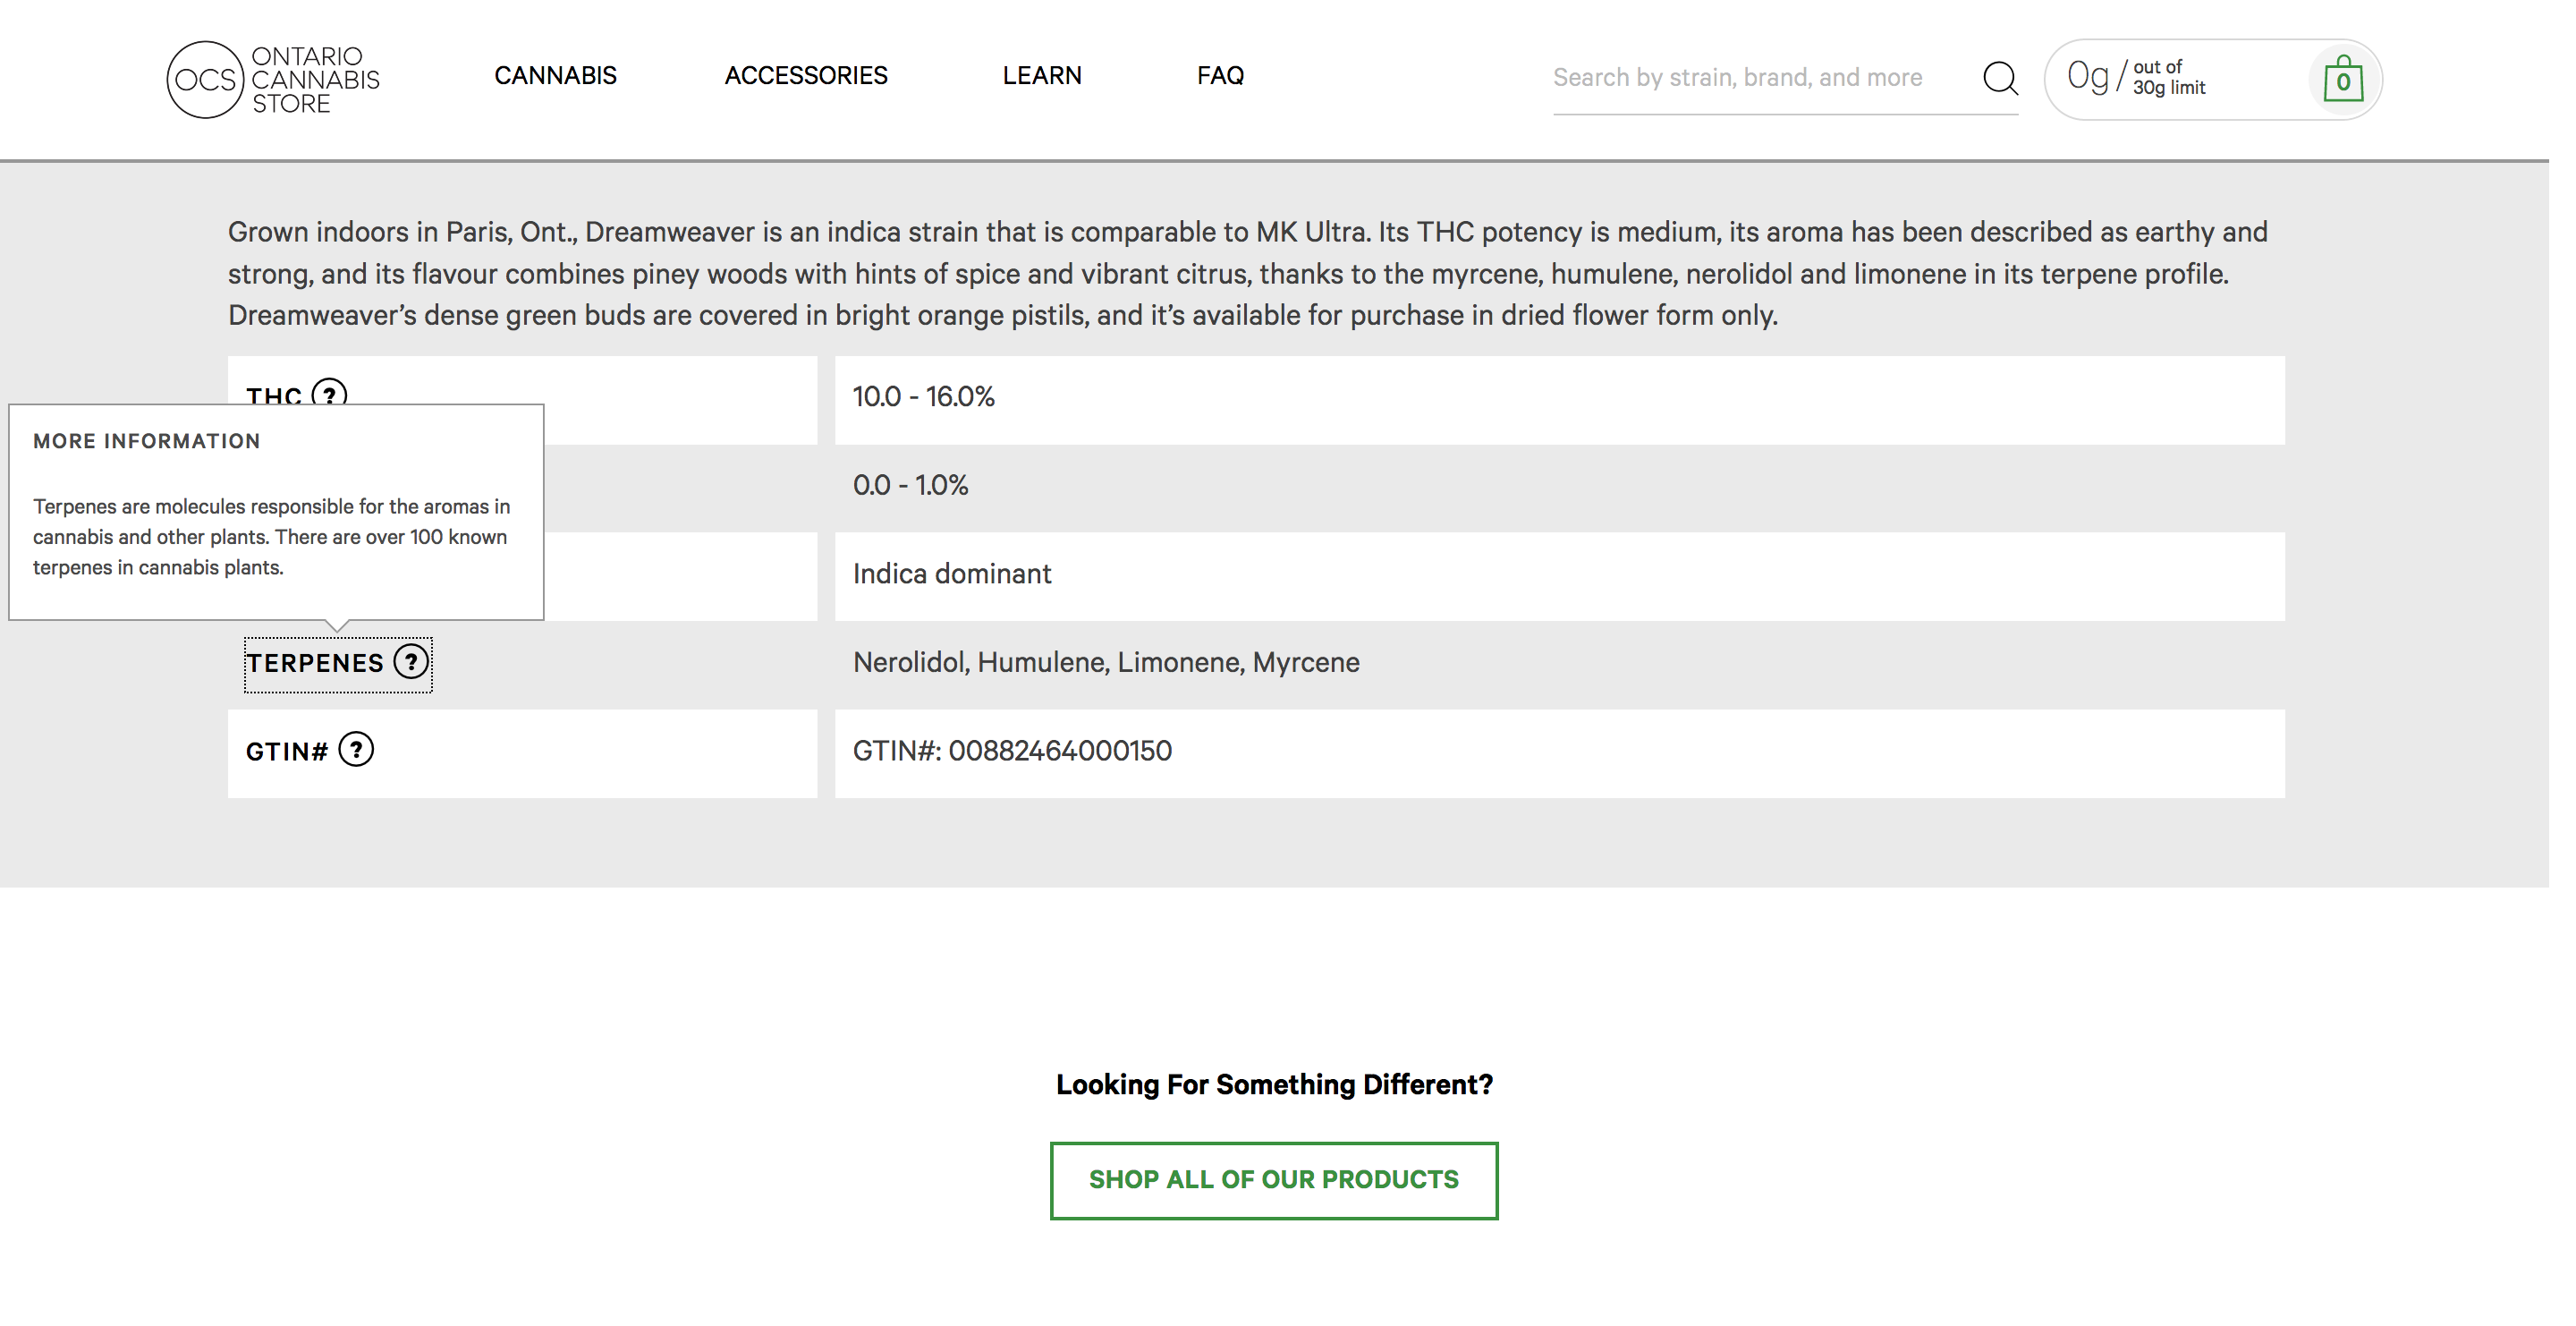 OCS
ONTARIO
CANNABIS
STORE
CANNABIS
ACCESSORIES
LEARN
FAQ
Search by strain, brand, and more
0g/ out of
30g limit
0
Grown indoors in Paris, Ont., Dreamweaver is an indica strain that is comparable to MK Ultra. Its THC potency is medium, its aroma has been described as earthy and
strong, and its flavour combines piney woods with hints of spice and vibrant citrus, thanks to the myrcene, humulene, nerolidol and limonene in its terpene profile.
Dreamweaver’s dense green buds are covered in bright orange pistils, and it’s available for purchase in dried flower form only.
THC ?
10.0 - 16.0%
MORE INFORMATION
Terpenes are molecules responsible for the aromas in
cannabis and other plants. There are over 100 known
terpenes in cannabis plants.
0.0 - 1.0%
Indica dominant
TERPENES ?
Nerolidol, Humulene, Limonene, Myrcene
GTIN# ?
GTIN#: 00882464000150
Looking For Something Different?
SHOP ALL OF OUR PRODUCTS